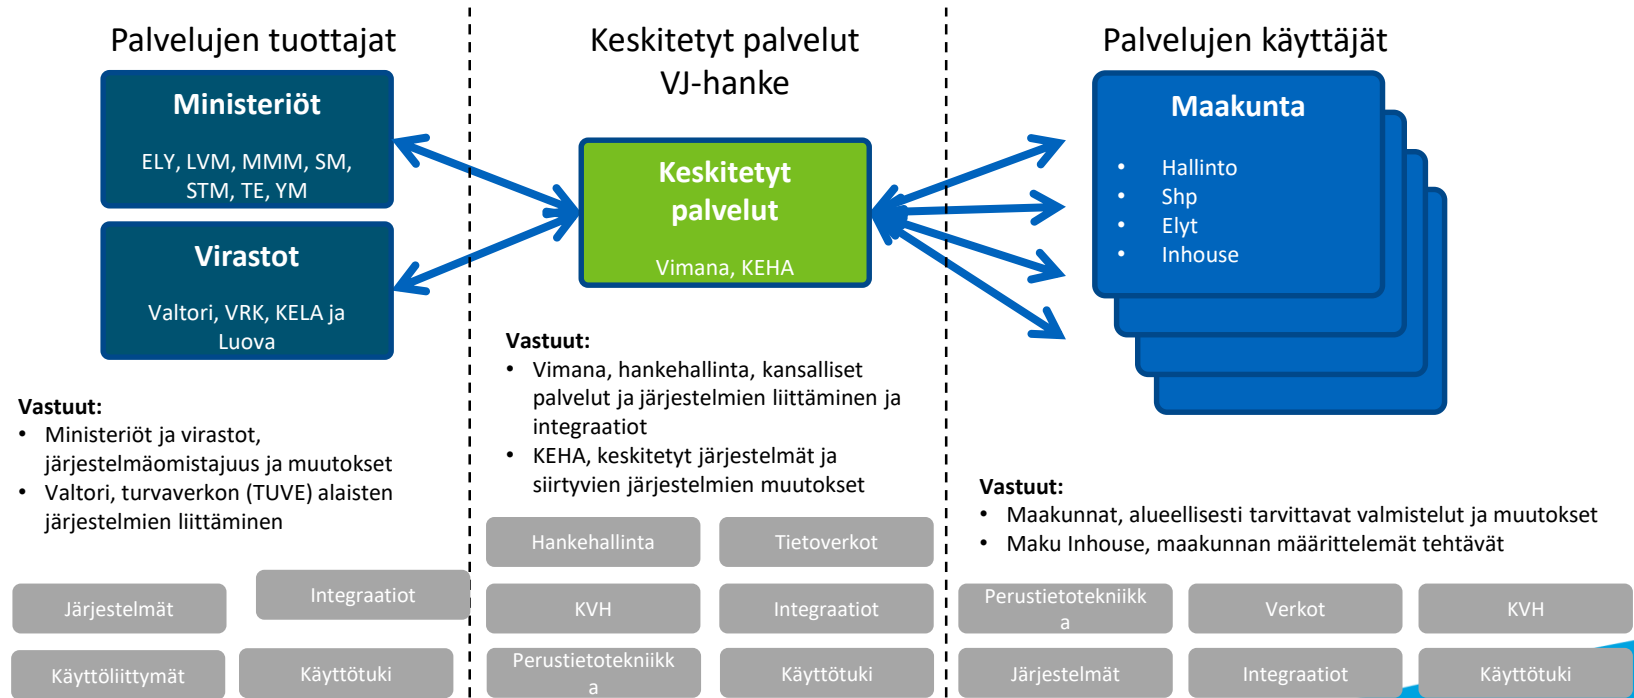 Palvelujen tuottajat
Ministeriöt
ELY, LVM, MMM, SM,
STM, TE, YM
Virastot
Valtori, VRK, KELA ja
Luova
Vastuut:
• Ministeriöt ja virastot,
järjestelmäomistajuus ja muutokset
• Valtori, turvaverkon (TUVE) alaisten
järjestelmien liittäminen
Järjestelmät
Integraatiot
Käyttöliittymät
Käyttötuki
Keskitetyt palvelut
VJ-hanke
Keskitetyt
palvelut
Vimana, KEHA
Vastuut:
• Vimana, hankehallinta, kansalliset
palvelut ja järjestelmien liittäminen ja
integraatiot
• KEHA, keskitetyt järjestelmät ja
siirtyvien järjestelmien muutokset
Hankehallinta
Tietoverkot
KVH
Integraatiot
Perustietotekniikk
a
Käyttötuki
Palvelujen käyttäjät
Maakunta
• Hallinto
• Shp
• Elyt
• Inhouse
Vastuut:
• Maakunnat, alueellisesti tarvittavat valmistelut ja muutokset
• Maku Inhouse, maakunnan määrittelemät tehtävät
Perustietotekniikk
a
Verkot
KVH
Järjestelmät
Integraatiot
Käyttötuki